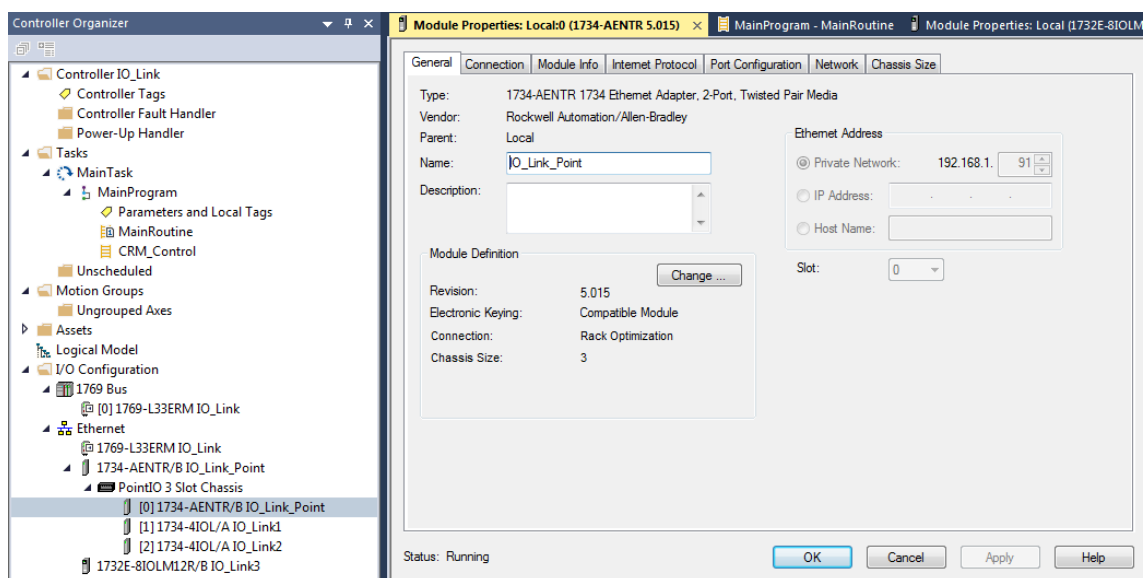 Controller Organizer
Controller IO_Link
Controller Tags
Controller Fault Handler
Power-Up Handler
Tasks
MainTask
MainProgram
Parameters and Local Tags
MainRoutine
CRM_Control
Unscheduled
Motion Groups
Ungrouped Axes
Assets
Logical Model
I/O Configuration
1769 Bus
[0] 1769-L33ERM IO_Link
Ethernet
1769-L33ERM IO_Link
1734-AENTR/B IO_Link_Point
PointIO 3 Slot Chassis
[0] 1734-AENTR/B IO_Link_Point
[1] 1734-4IOL/A IO_Link1
[2] 1734-4IOL/A IO_Link2
1732E-8IOLM12R/B IO_Link3
Module Properties: Local:0 (1734-AENTR 5.015) MainProgram - MainRoutine Module Properties: Local (1732E-8IOLM
General Connection Module Info Internet Protocol Port Configuration Network Chassis Size
Type: 1734-AENTR 1734 Ethernet Adapter, 2-Port, Twisted Pair Media
Vendor: Rockwell Automation/Allen-Bradley
Parent: Local
Name: IO_Link_Point
Description:
Ethernet Address
Private Network: 192.168.1. 91
IP Address: . . .
Host Name:
Slot: 0
Module Definition
Change ...
Revision: 5.015
Electronic Keying: Compatible Module
Connection: Rack Optimization
Chassis Size: 3
Status: Running OK Cancel Apply Help